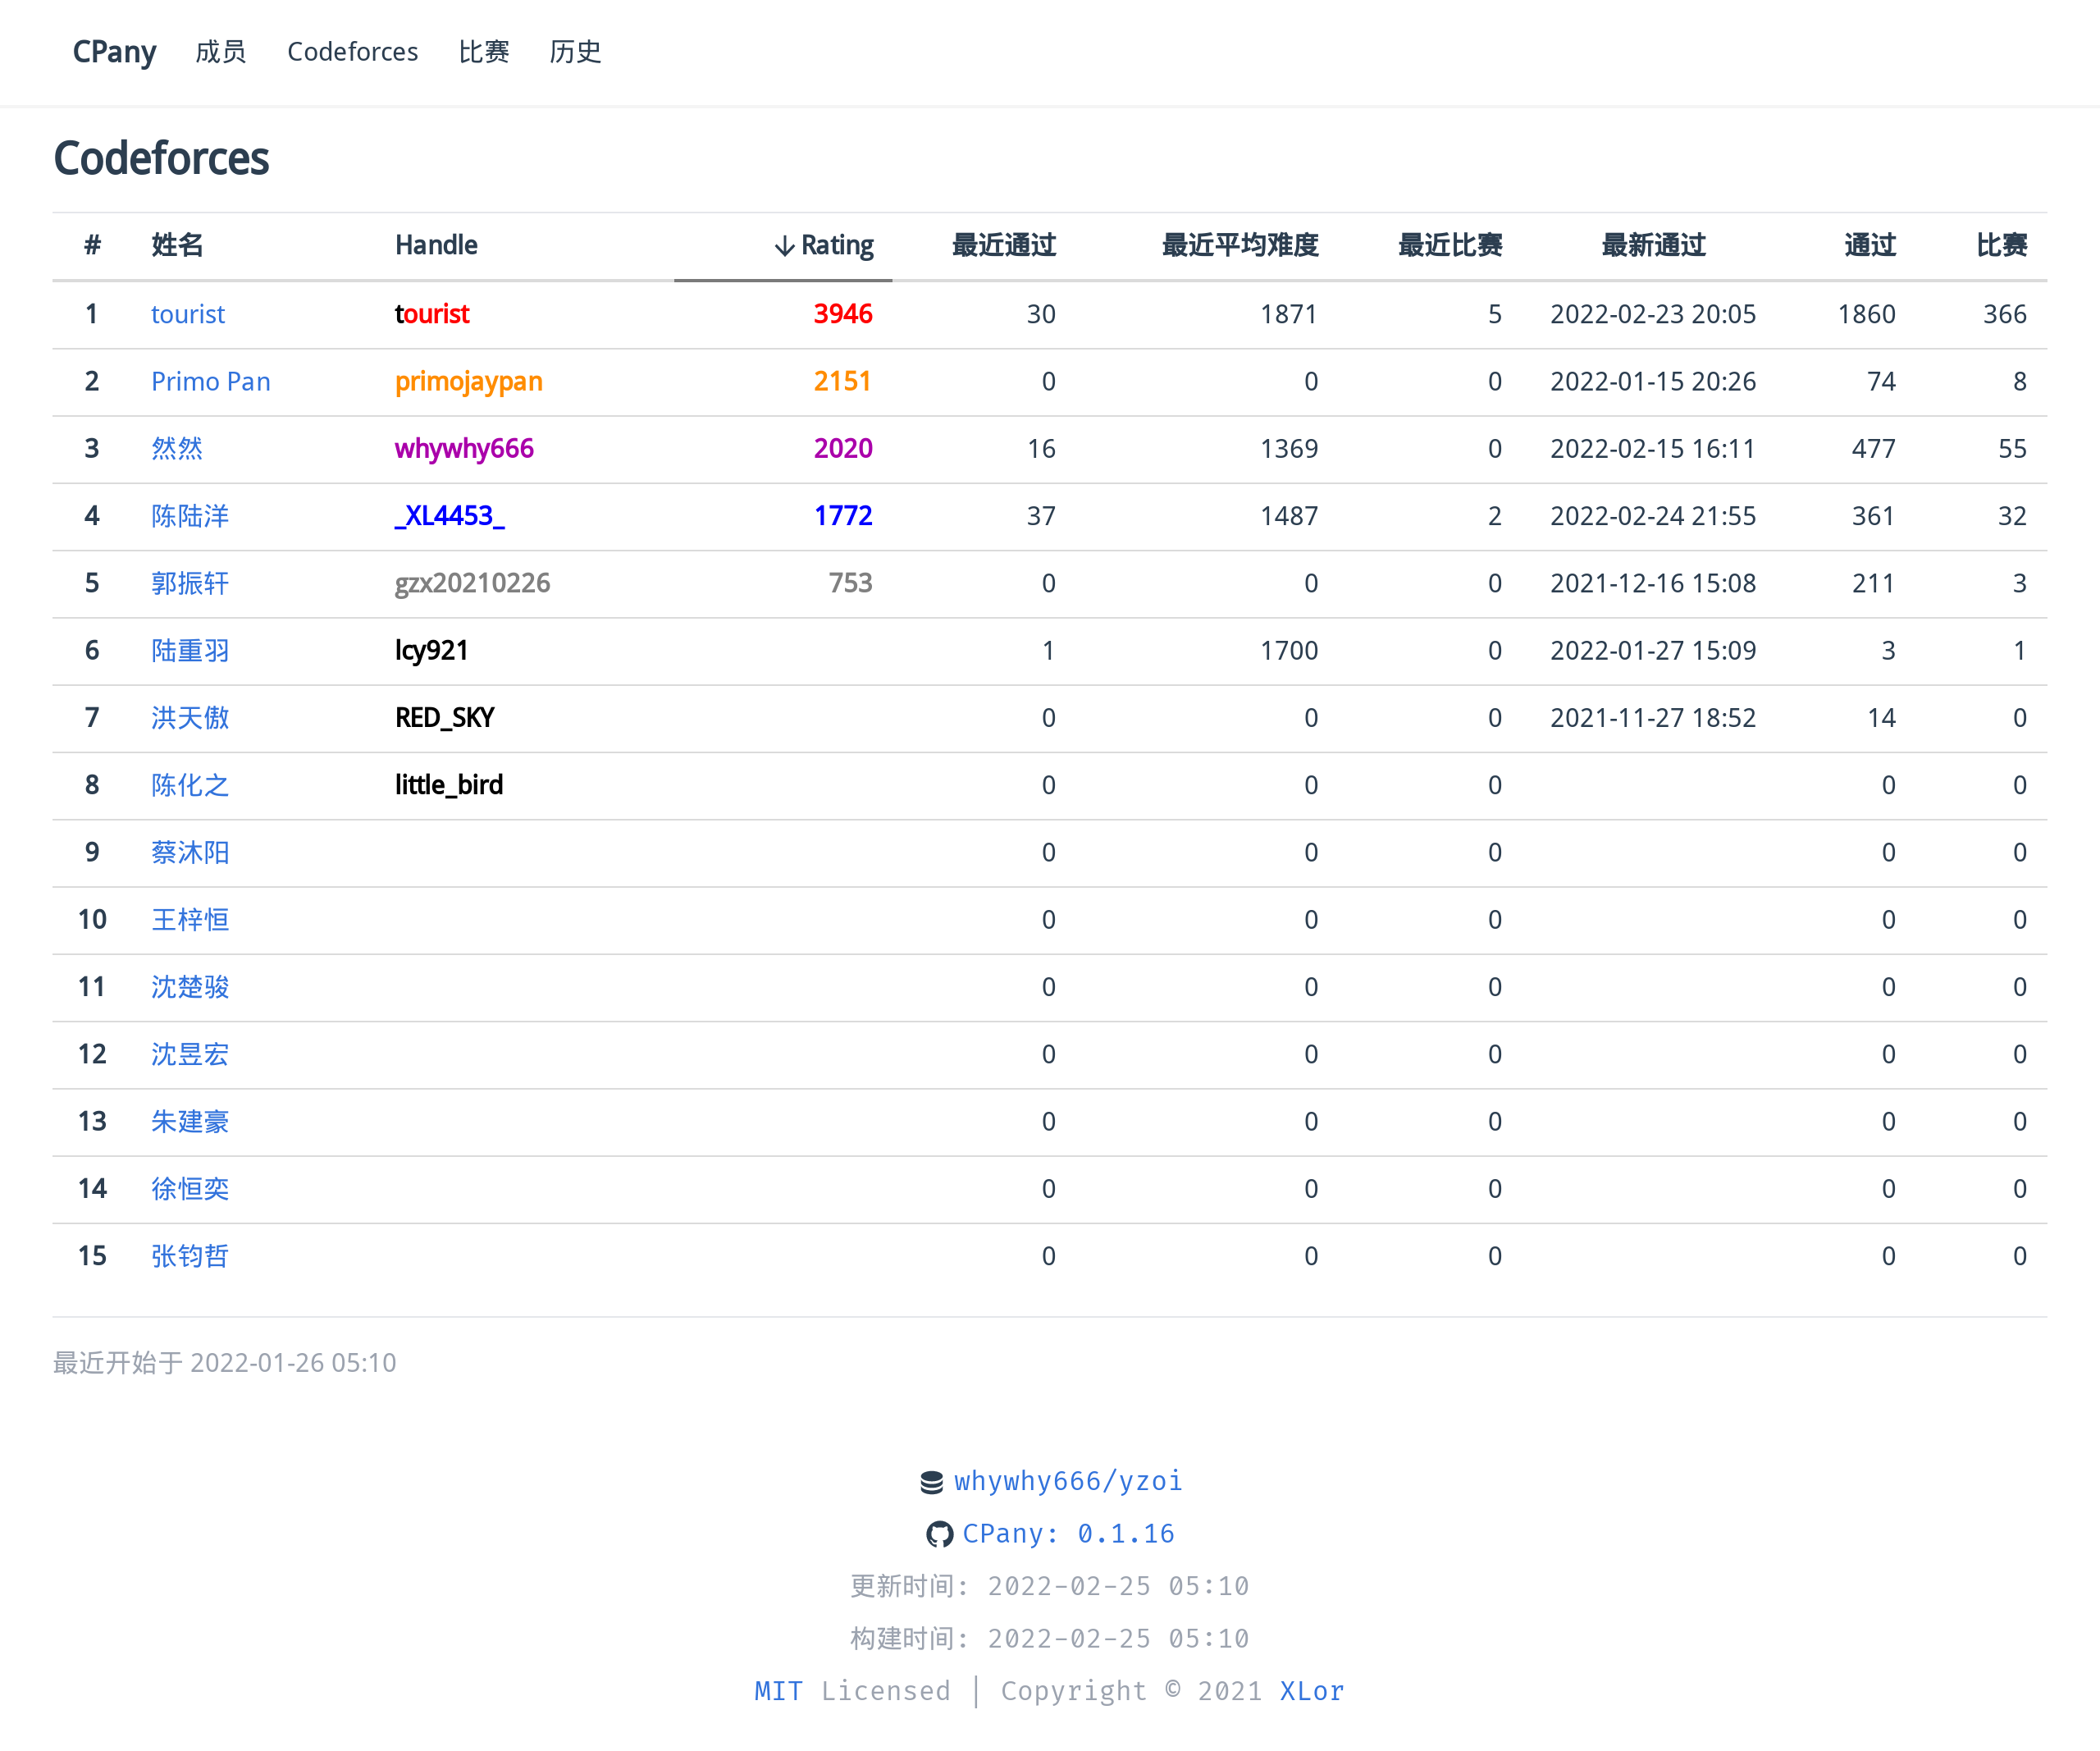 CPany 成员 Codeforces 比赛 历史
Codeforces
# 姓名 Handle ↓ Rating 最近通过 最近平均难度 最近比赛 最新通过 通过 比赛
1 tourist tourist 3946 30 1871 5 2022-02-23 20:05 1860 366
2 Primo Pan primojaypan 2151 0 0 0 2022-01-15 20:26 74 8
3 然然 whywhy666 2020 16 1369 0 2022-02-15 16:11 477 55
4 陈陆洋 _XL4453_ 1772 37 1487 2 2022-02-24 21:55 361 32
5 郭振轩 gzx20210226 753 0 0 0 2021-12-16 15:08 211 3
6 陆重羽 lcy921 1 1700 0 2022-01-27 15:09 3 1
7 洪天傲 RED_SKY 0 0 0 2021-11-27 18:52 14 0
8 陈化之 little_bird 0 0 0 0 0
9 蔡沐阳 0 0 0 0 0
10 王梓恒 0 0 0 0 0
11 沈楚骏 0 0 0 0 0
12 沈昱宏 0 0 0 0 0
13 朱建豪 0 0 0 0 0
14 徐恒奕 0 0 0 0 0
15 张钧哲 0 0 0 0 0
最近开始于 2022-01-26 05:10
whywhy666/yzoi
CPany: 0.1.16
更新时间: 2022-02-25 05:10
构建时间: 2022-02-25 05:10
MIT Licensed | Copyright © 2021 XLor